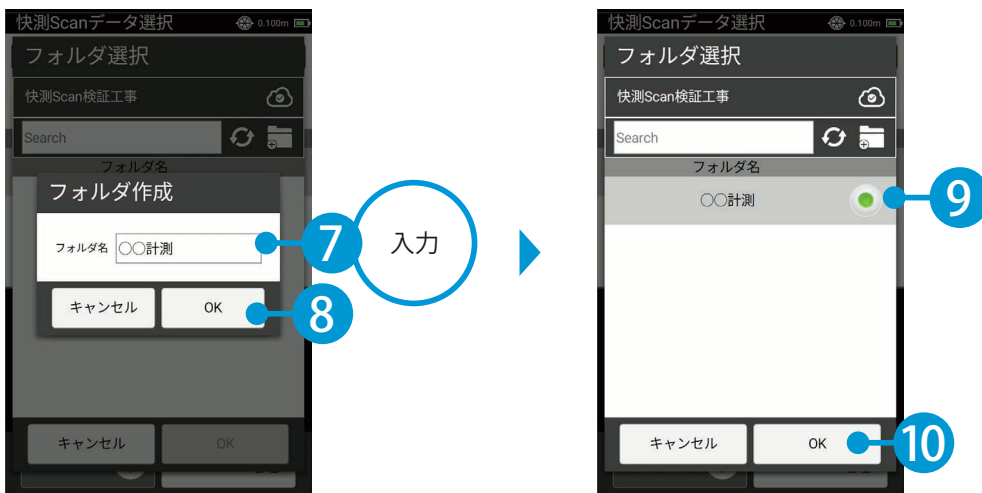 快測Scanデータ選択 0.100m
フォルダ選択
快測Scan検証工事
Search
フォルダ名
フォルダ作成
フォルダ名 〇〇計測
キャンセル OK
キャンセル OK
7
入力
8
快測Scanデータ選択 0.100m
フォルダ選択
快測Scan検証工事
Search
フォルダ名
〇〇計測
9
キャンセル OK
10